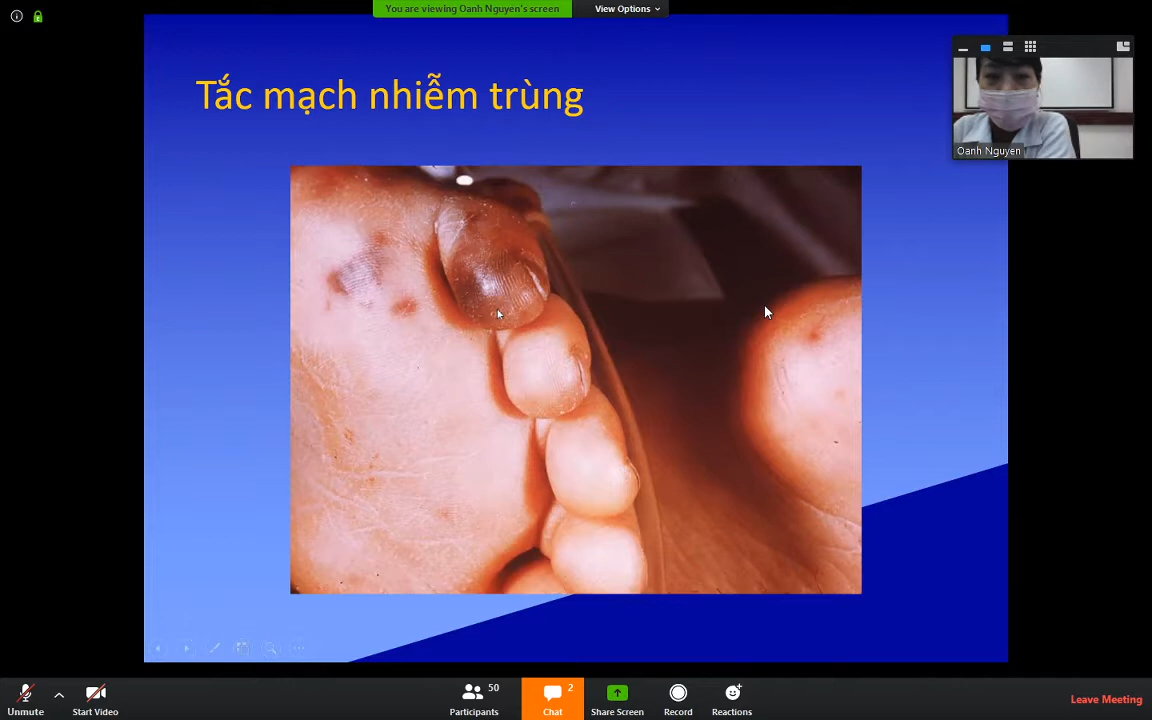 You are viewing Oanh Nguyen's screen
View Options
Tắc mạch nhiễm trùng
Oanh Nguyen
Unmute
Start Video
50
Participants
2
Chat
Share Screen
Record
Reactions
Leave Meeting